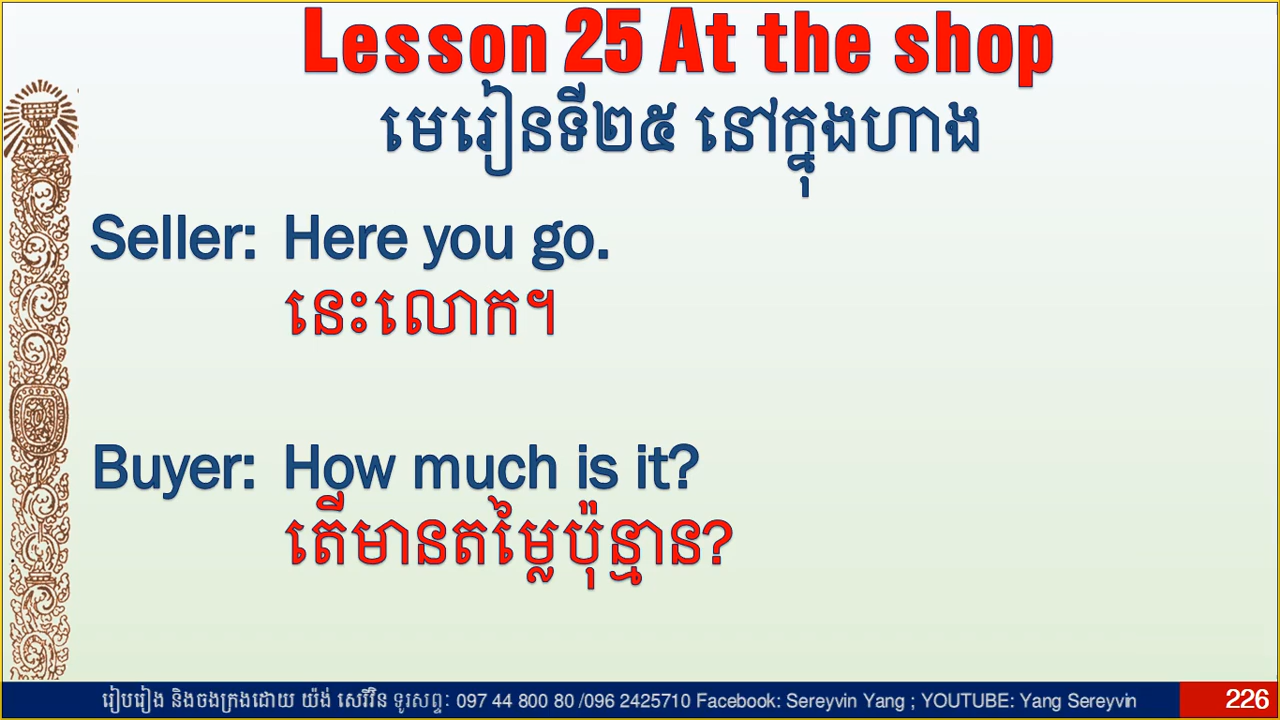 Lesson 25 At the shop
មេរៀនទី២៥ នៅក្នុងហាង
Seller: Here you go.
នេះលោក។
Buyer: How much is it?
តើមានតម្លៃប៉ុន្មាន?
រៀបរៀង និងចងក្រងដោយ យ៉ង់ សេរីវិន ទូរសព្ទៈ 097 44 800 80 /096 2425710 Facebook: Sereyvin Yang ; YOUTUBE: Yang Sereyvin 226